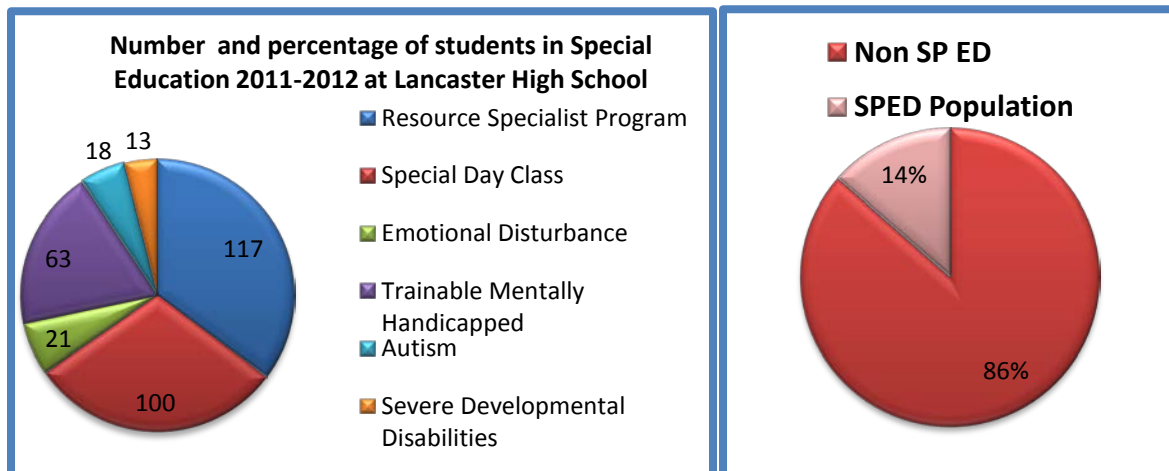 Number and percentage of students in Special
Education 2011-2012 at Lancaster High School
Resource Specialist Program
Special Day Class
Emotional Disturbance
Trainable Mentally
Handicapped
Autism
Severe Developmental
Disabilities
13
18
117
63
21
100
Non SP ED
SPED Population
14%
86%